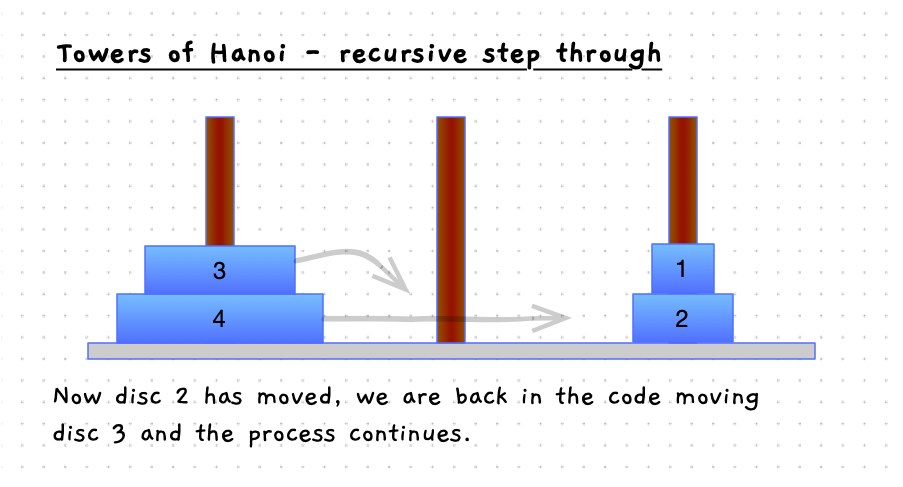 Towers of Hanoi - recursive step through
3
1
4
2
Now disc 2 has moved, we are back in the code moving
disc 3 and the process continues.